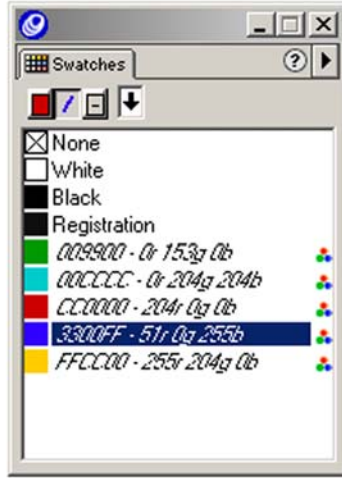 Swatches
?
None
White
Black
Registration
009900 - 0r 153g 0b
00CCCC - 0r 204g 204b
CC0000 - 204r 0g 0b
3300FF - 51r 0g 255b
FFCC00 - 255r 204g 0b